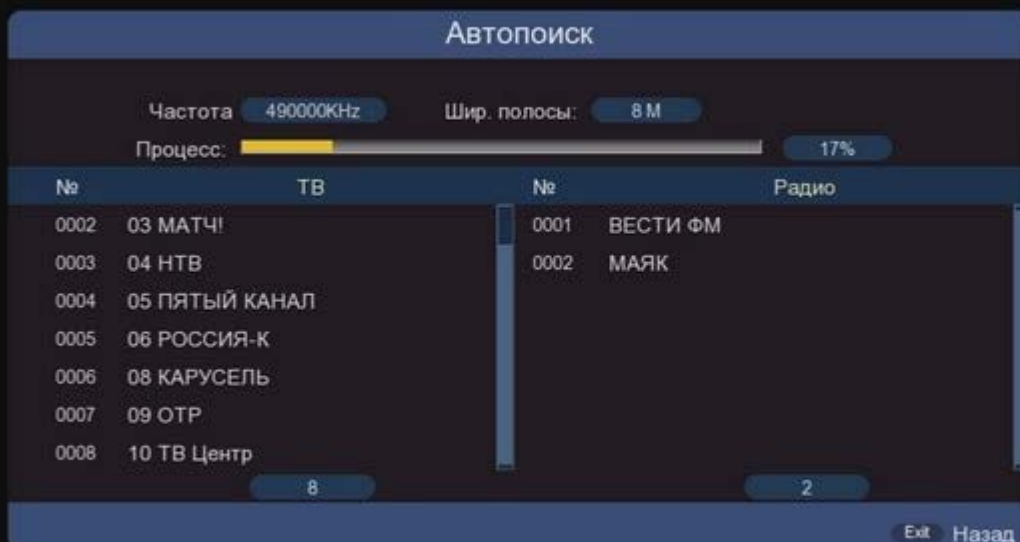 Автопоиск
Частота 490000KHz Шир. полосы: 8 M
Процесс: 17%
№ ТВ № Радио
0002 03 МАТЧ! 0001 ВЕСТИ ФМ
0003 04 НТВ 0002 МАЯК
0004 05 ПЯТЫЙ КАНАЛ
0005 06 РОССИЯ-К
0006 08 КАРУСЕЛЬ
0007 09 ОТР
0008 10 ТВ Центр
8 2
Exit Назад